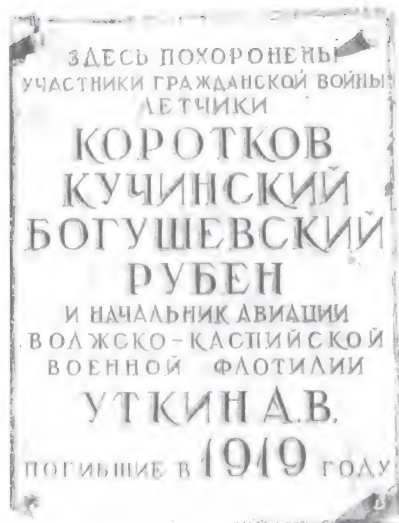 ЗДЕСЬ ПОХОРОНЕНЫ
УЧАСТНИКИ ГРАЖДАНСКОЙ ВОЙНЫ
ЛЕТЧИКИ
КОРОТКОВ
КУЧИНСКИЙ
БОГУШЕВСКИЙ
РУБЕН
И НАЧАЛЬНИК АВИАЦИИ
ВОЛЖСКО-КАСПИЙСКОЙ
ВОЕННОЙ ФЛОТИЛИИ
УТКИН А.В.
ПОГИБШИЕ В 1919 ГОДУ